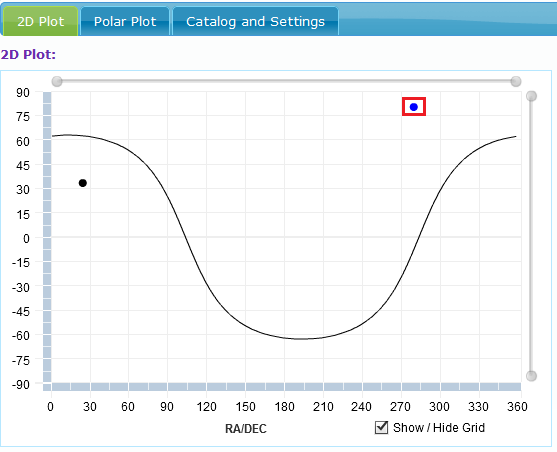 2D Plot Polar Plot Catalog and Settings
2D Plot:
90
75
60
45
30
15
0
-15
-30
-45
-60
-75
-90
0 30 60 90 120 150 180 210 240 270 300 330 360
RA/DEC
Show / Hide Grid